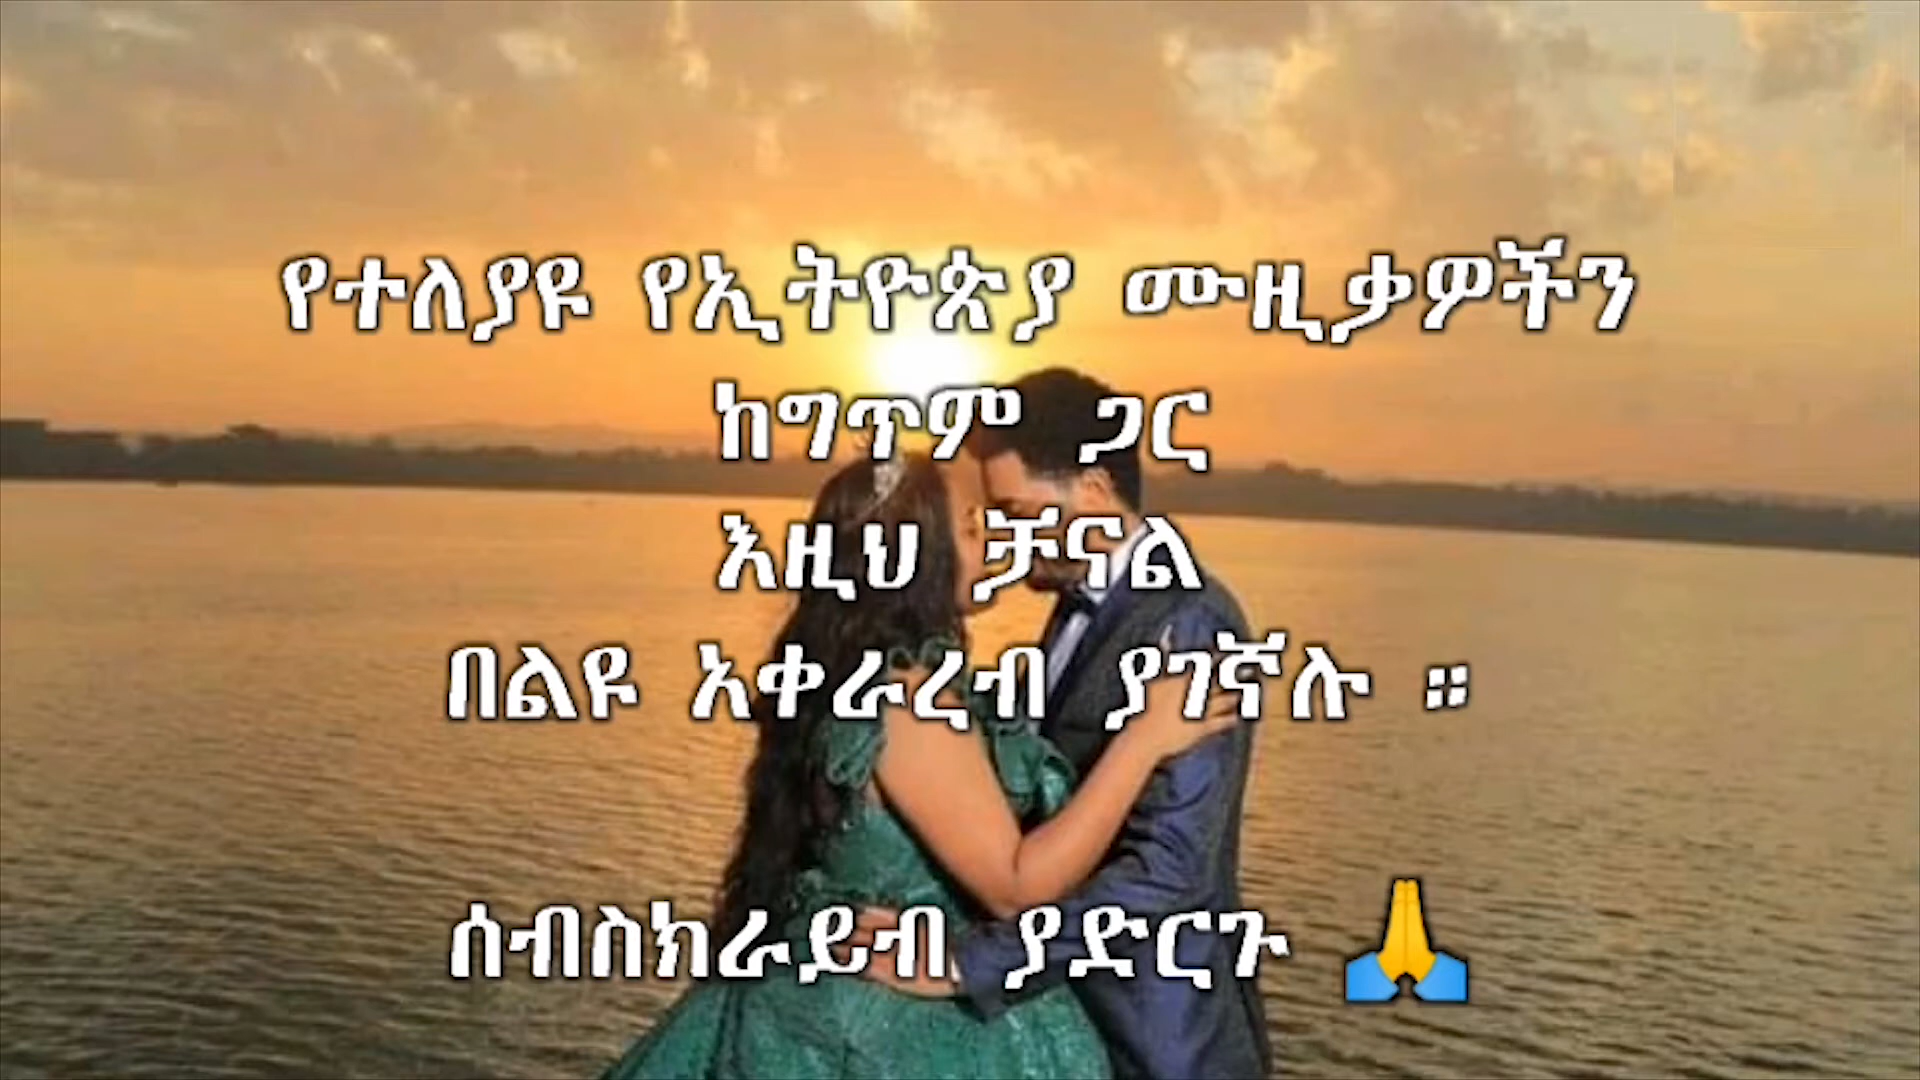 የተለያዩ የኢትዮጵያ ሙዚቃዎችን
ከግጥም ጋር
እዚህ ቻናል
በልዩ አቀራረብ ያገኛሉ ።
ሰብስክራይብ ያድርጉ 🙏